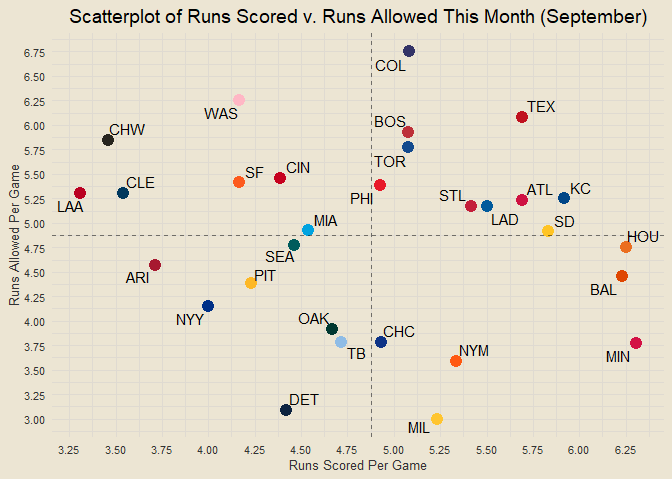 Scatterplot of Runs Scored v. Runs Allowed This Month (September)
6.75
COL
6.50
6.25
WAS
TEX
6.00
CHW
BOS
5.75
TOR
5.50
SF
CIN
CLE
PHI
5.25
LAA
STL
ATL
KC
LAD
SD
5.00
MIA
HOU
4.75
SEA
4.50
ARI
PIT
BAL
4.25
NYY
4.00
OAK
CHC
3.75
TB
NYM
MIN
3.50
3.25
DET
3.00
MIL
3.25 3.50 3.75 4.00 4.25 4.50 4.75 5.00 5.25 5.50 5.75 6.00 6.25
Runs Scored Per Game
Runs Allowed Per Game